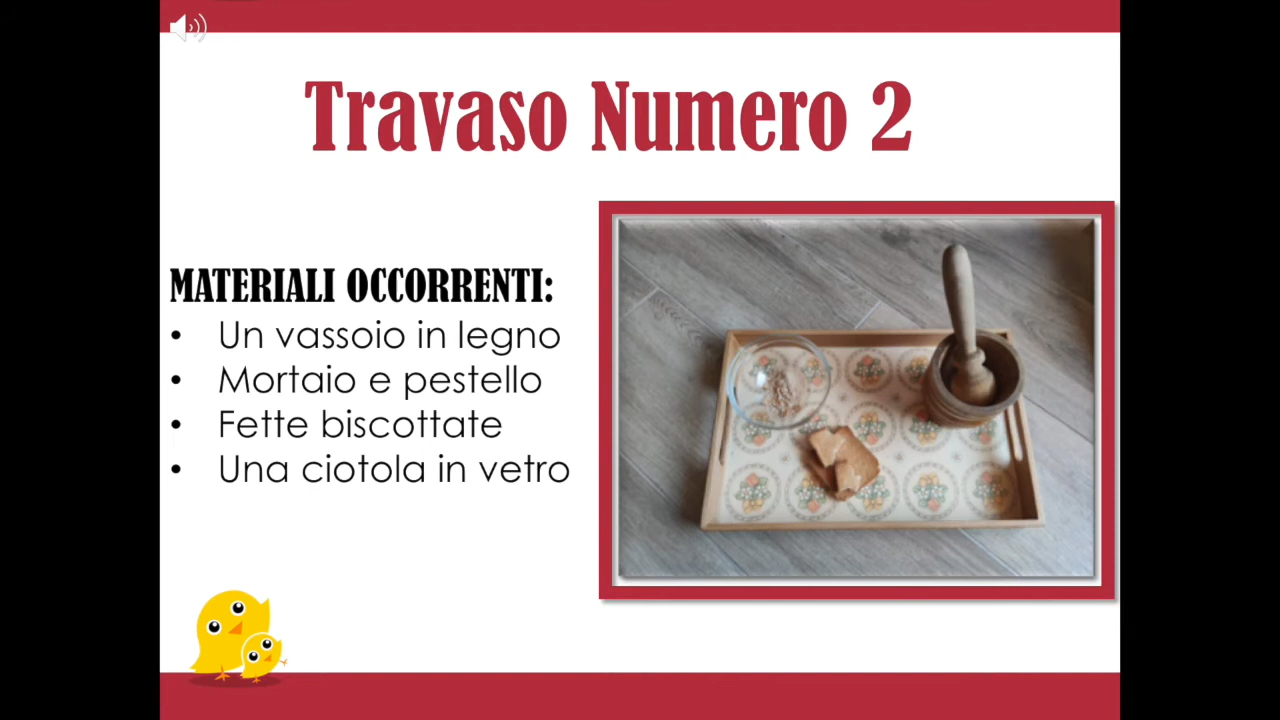 Travaso Numero 2
MATERIALI OCCORRENTI:
• Un vassoio in legno
• Mortaio e pestello
• Fette biscottate
• Una ciotola in vetro